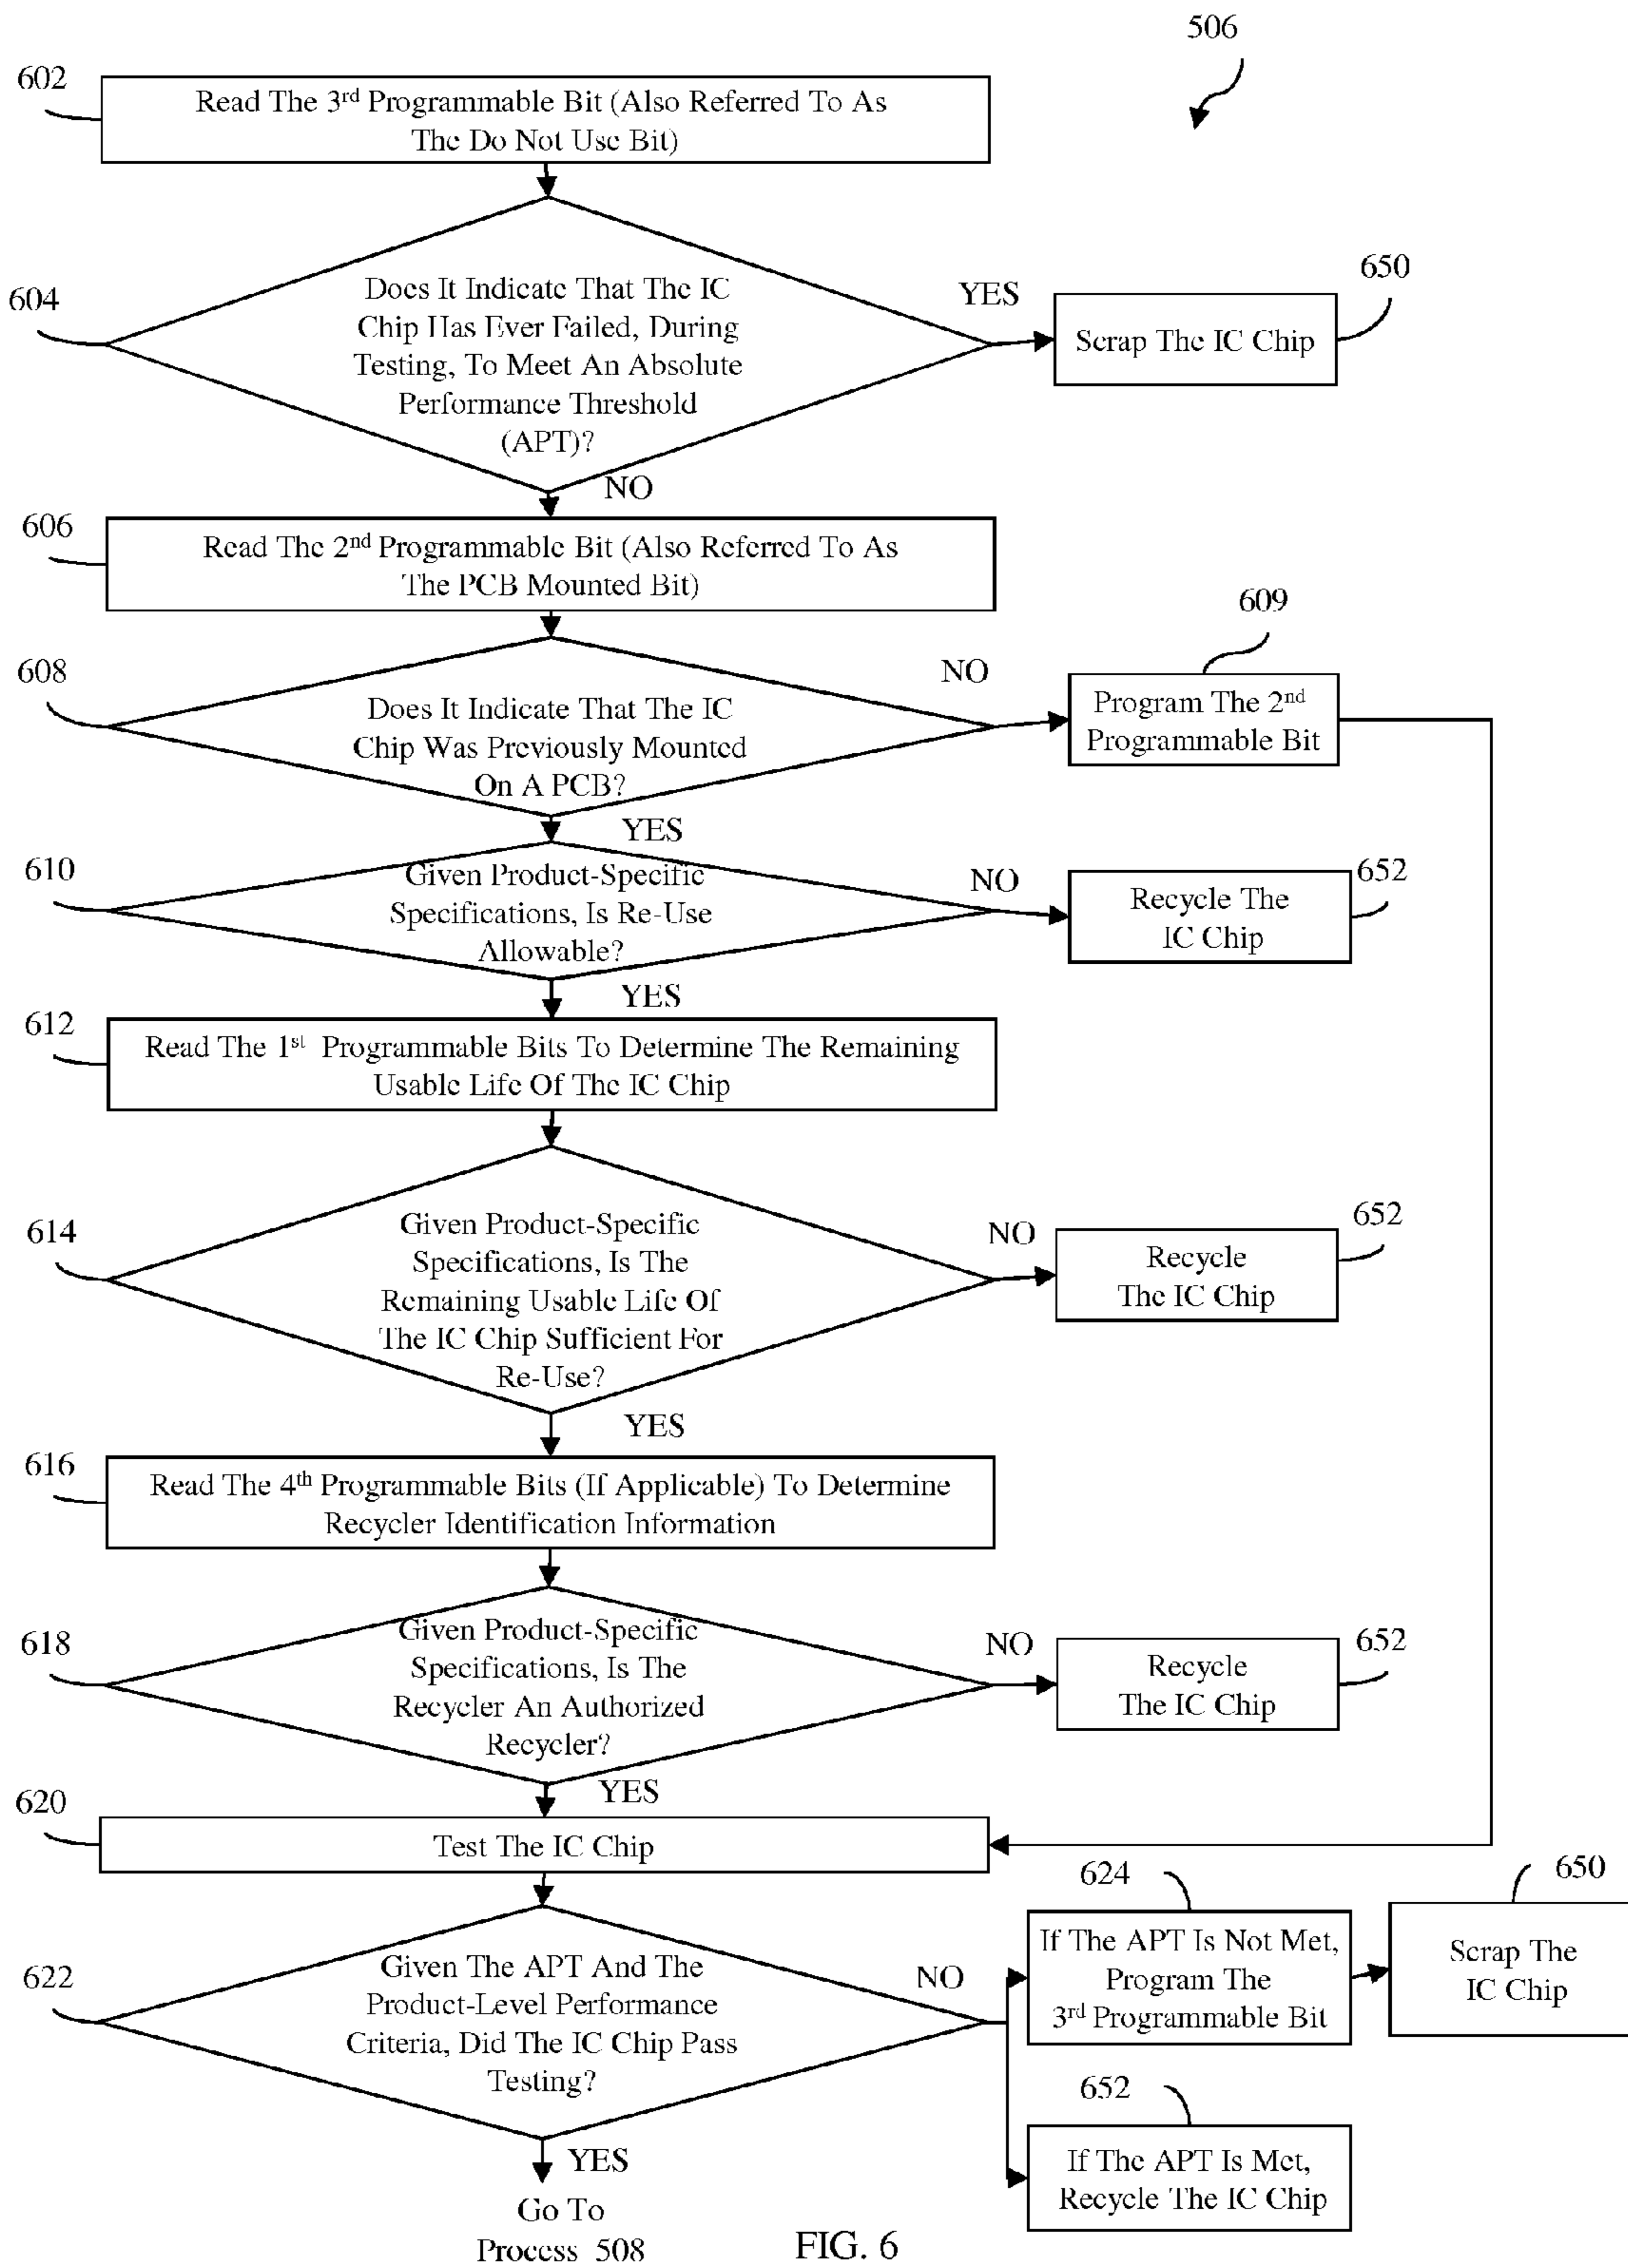 506
602
Read The 3rd Programmable Bit (Also Referred To As
The Do Not Use Bit)
604
Does It Indicate That The IC
Chip Has Ever Failed, During
Testing, To Meet An Absolute
Performance Threshold
(APT)?
YES
650
Scrap The IC Chip
NO
606
Read The 2nd Programmable Bit (Also Referred To As
The PCB Mounted Bit)
608
Does It Indicate That The IC
Chip Was Previously Mounted
On A PCB?
NO
609
Program The 2nd
Programmable Bit
YES
610
Given Product-Specific
Specifications, Is Re-Use
Allowable?
NO
652
Recycle The
IC Chip
YES
612
Read The 1st Programmable Bits To Determine The Remaining
Usable Life Of The IC Chip
614
Given Product-Specific
Specifications, Is The
Remaining Usable Life Of
The IC Chip Sufficient For
Re-Use?
NO
652
Recycle
The IC Chip
YES
616
Read The 4th Programmable Bits (If Applicable) To Determine
Recycler Identification Information
618
Given Product-Specific
Specifications, Is The
Recycler An Authorized
Recycler?
NO
652
Recycle
The IC Chip
YES
620
Test The IC Chip
622
Given The APT And The
Product-Level Performance
Criteria, Did The IC Chip Pass
Testing?
NO
624
If The APT Is Not Met,
Program The
3rd Programmable Bit
650
Scrap The
IC Chip
652
If The APT Is Met,
Recycle The IC Chip
YES
Go To
Process 508
FIG. 6